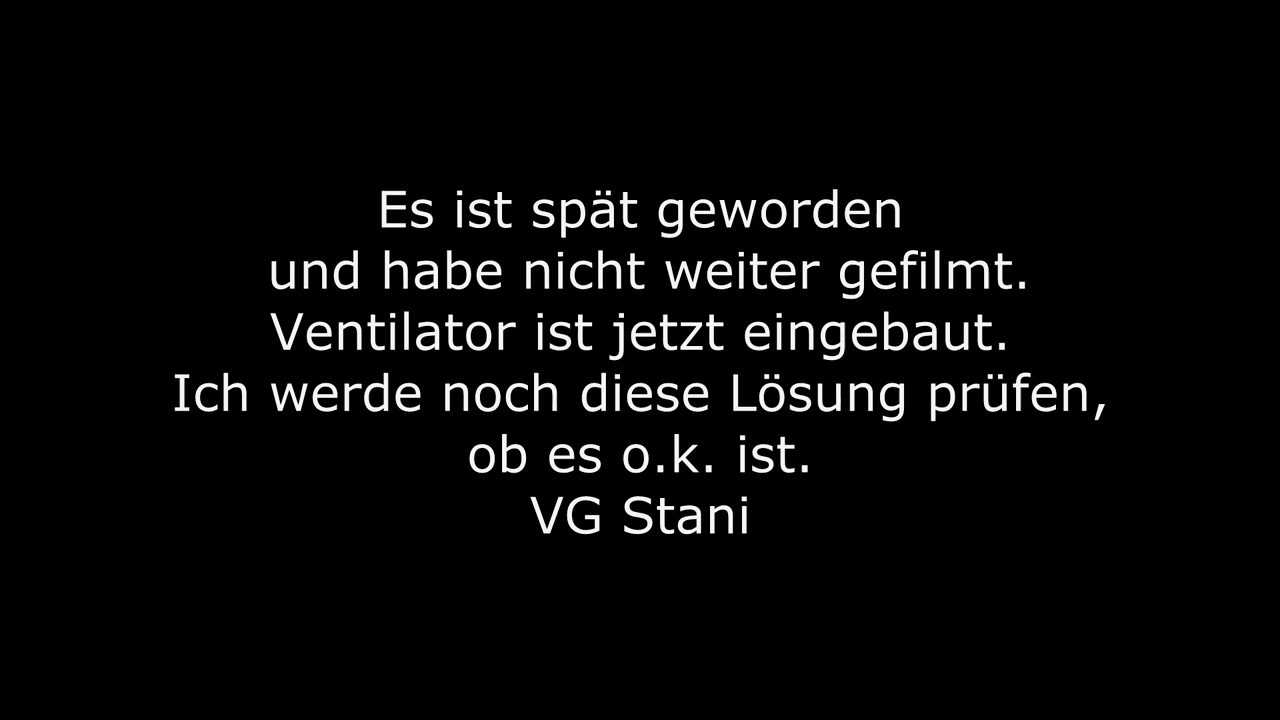 Es ist spät geworden
und habe nicht weiter gefilmt.
Ventilator ist jetzt eingebaut.
Ich werde noch diese Lösung prüfen,
ob es o.k. ist.
VG Stani